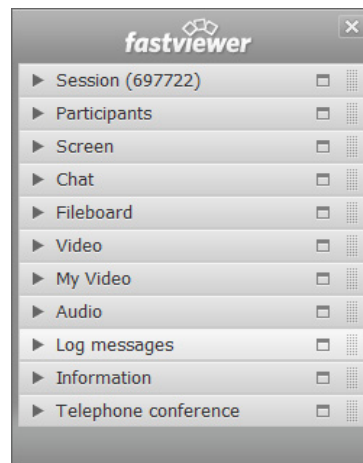 fastviewer
Session (697722)
Participants
Screen
Chat
Fileboard
Video
My Video
Audio
Log messages
Information
Telephone conference